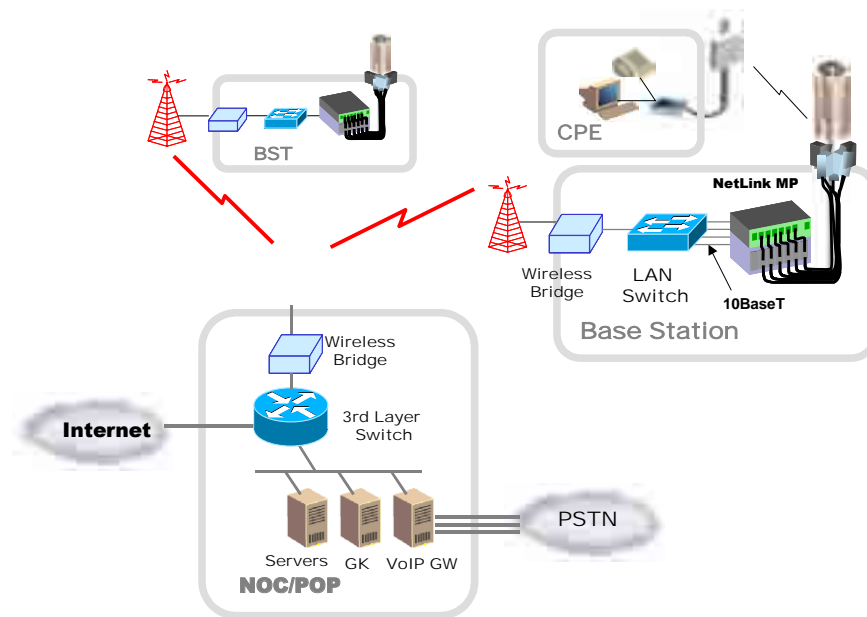 BST
CPE
NetLink MP
Wireless
Bridge
LAN
Switch
10BaseT
Base Station
Wireless
Bridge
3rd Layer
Switch
Internet
PSTN
Servers
GK
VoIP GW
NOC/POP